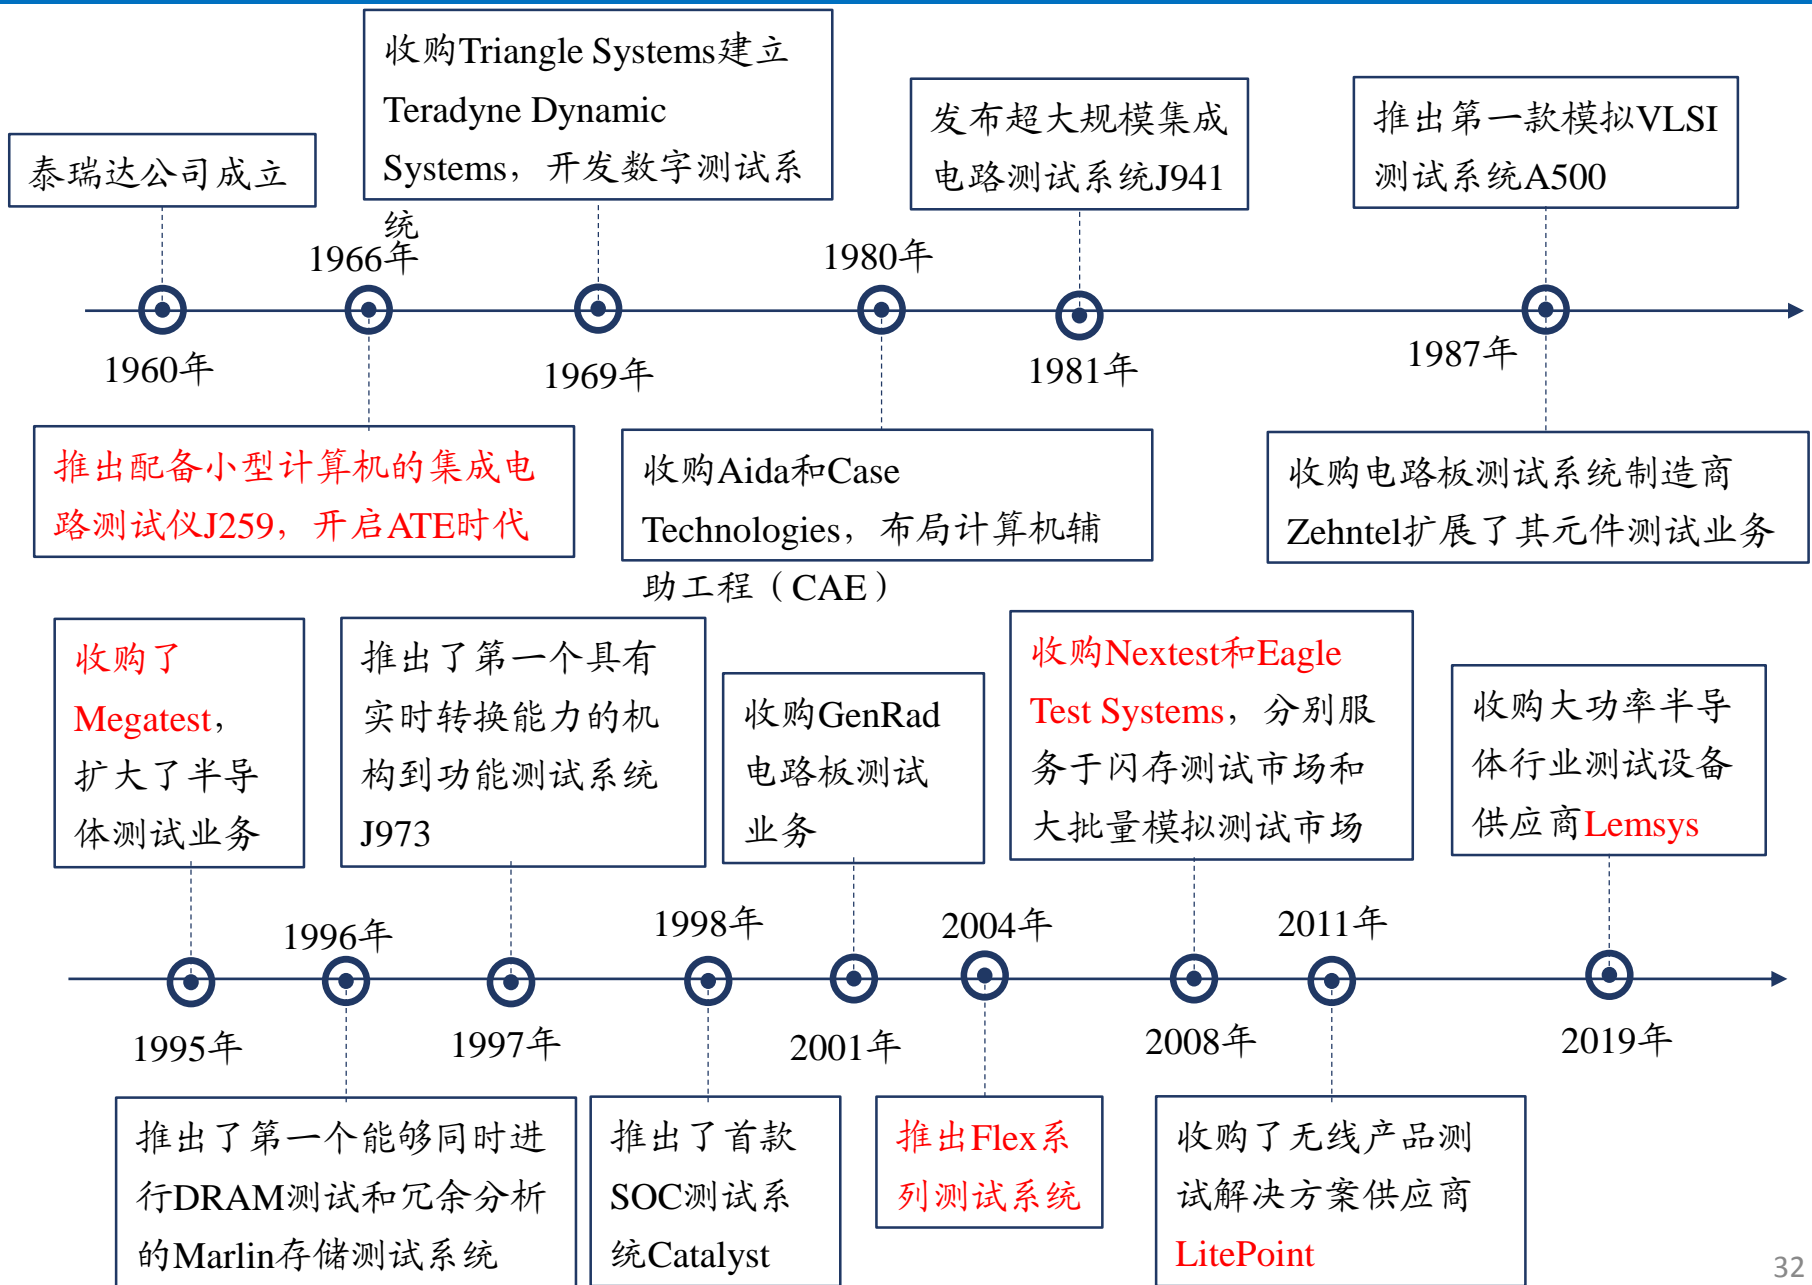 收购Triangle Systems建立
Teradyne Dynamic
Systems，开发数字测试系
统
泰瑞达公司成立
发布超大规模集成
电路测试系统J941
推出第一款模拟VLSI
测试系统A500
1966年
1980年
1960年
1969年
1981年
1987年
推出配备小型计算机的集成电
路测试仪J259，开启ATE时代
收购Aida和Case
Technologies，布局计算机辅
助工程（CAE）
收购电路板测试系统制造商
Zehntel扩展了其元件测试业务
收购了
Megatest，
扩大了半导
体测试业务
推出了第一个具有
实时转换能力的机
构到功能测试系统
J973
收购GenRad
电路板测试
业务
收购Nextest和Eagle
Test Systems，分别服
务于闪存测试市场和
大批量模拟测试市场
收购大功率半导
体行业测试设备
供应商Lemsys
1996年
1998年
2004年
2011年
1995年
1997年
2001年
2008年
2019年
推出了第一个能够同时进
行DRAM测试和冗余分析
的Marlin存储测试系统
推出了首款
SOC测试系
统Catalyst
推出Flex系
列测试系统
收购了无线产品测
试解决方案供应商
LitePoint
32